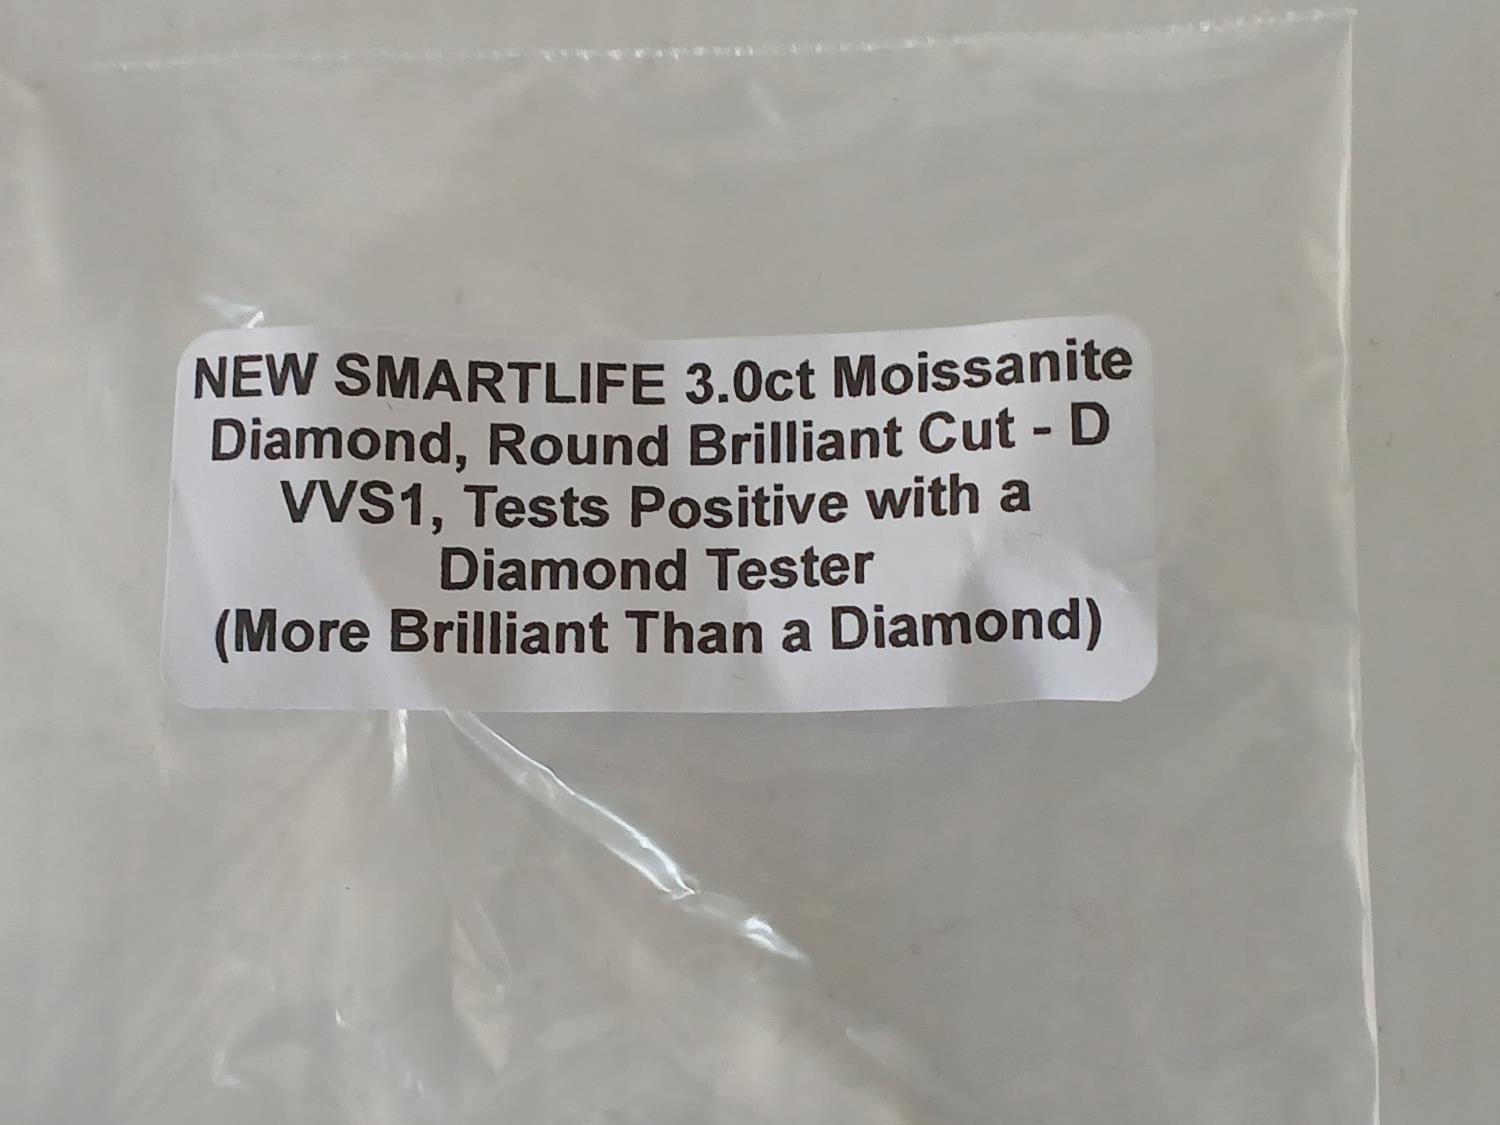 NEW SMARTLIFE 3.0ct Moissanite
Diamond, Round Brilliant Cut - D
VVS1, Tests Positive with a
Diamond Tester
(More Brilliant Than a Diamond)